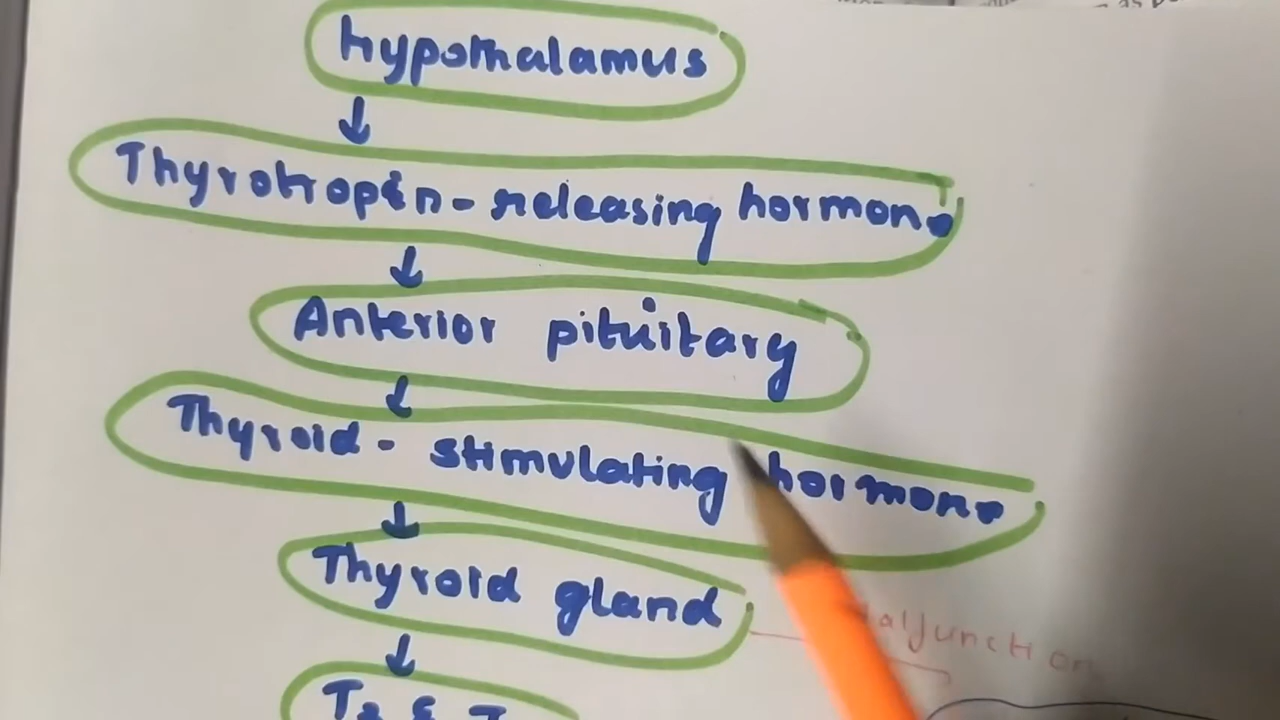 hypothalamus
Thyrotropin - releasing hormone
Anterior pituitary
Thyroid - stimulating hormone
Thyroid gland